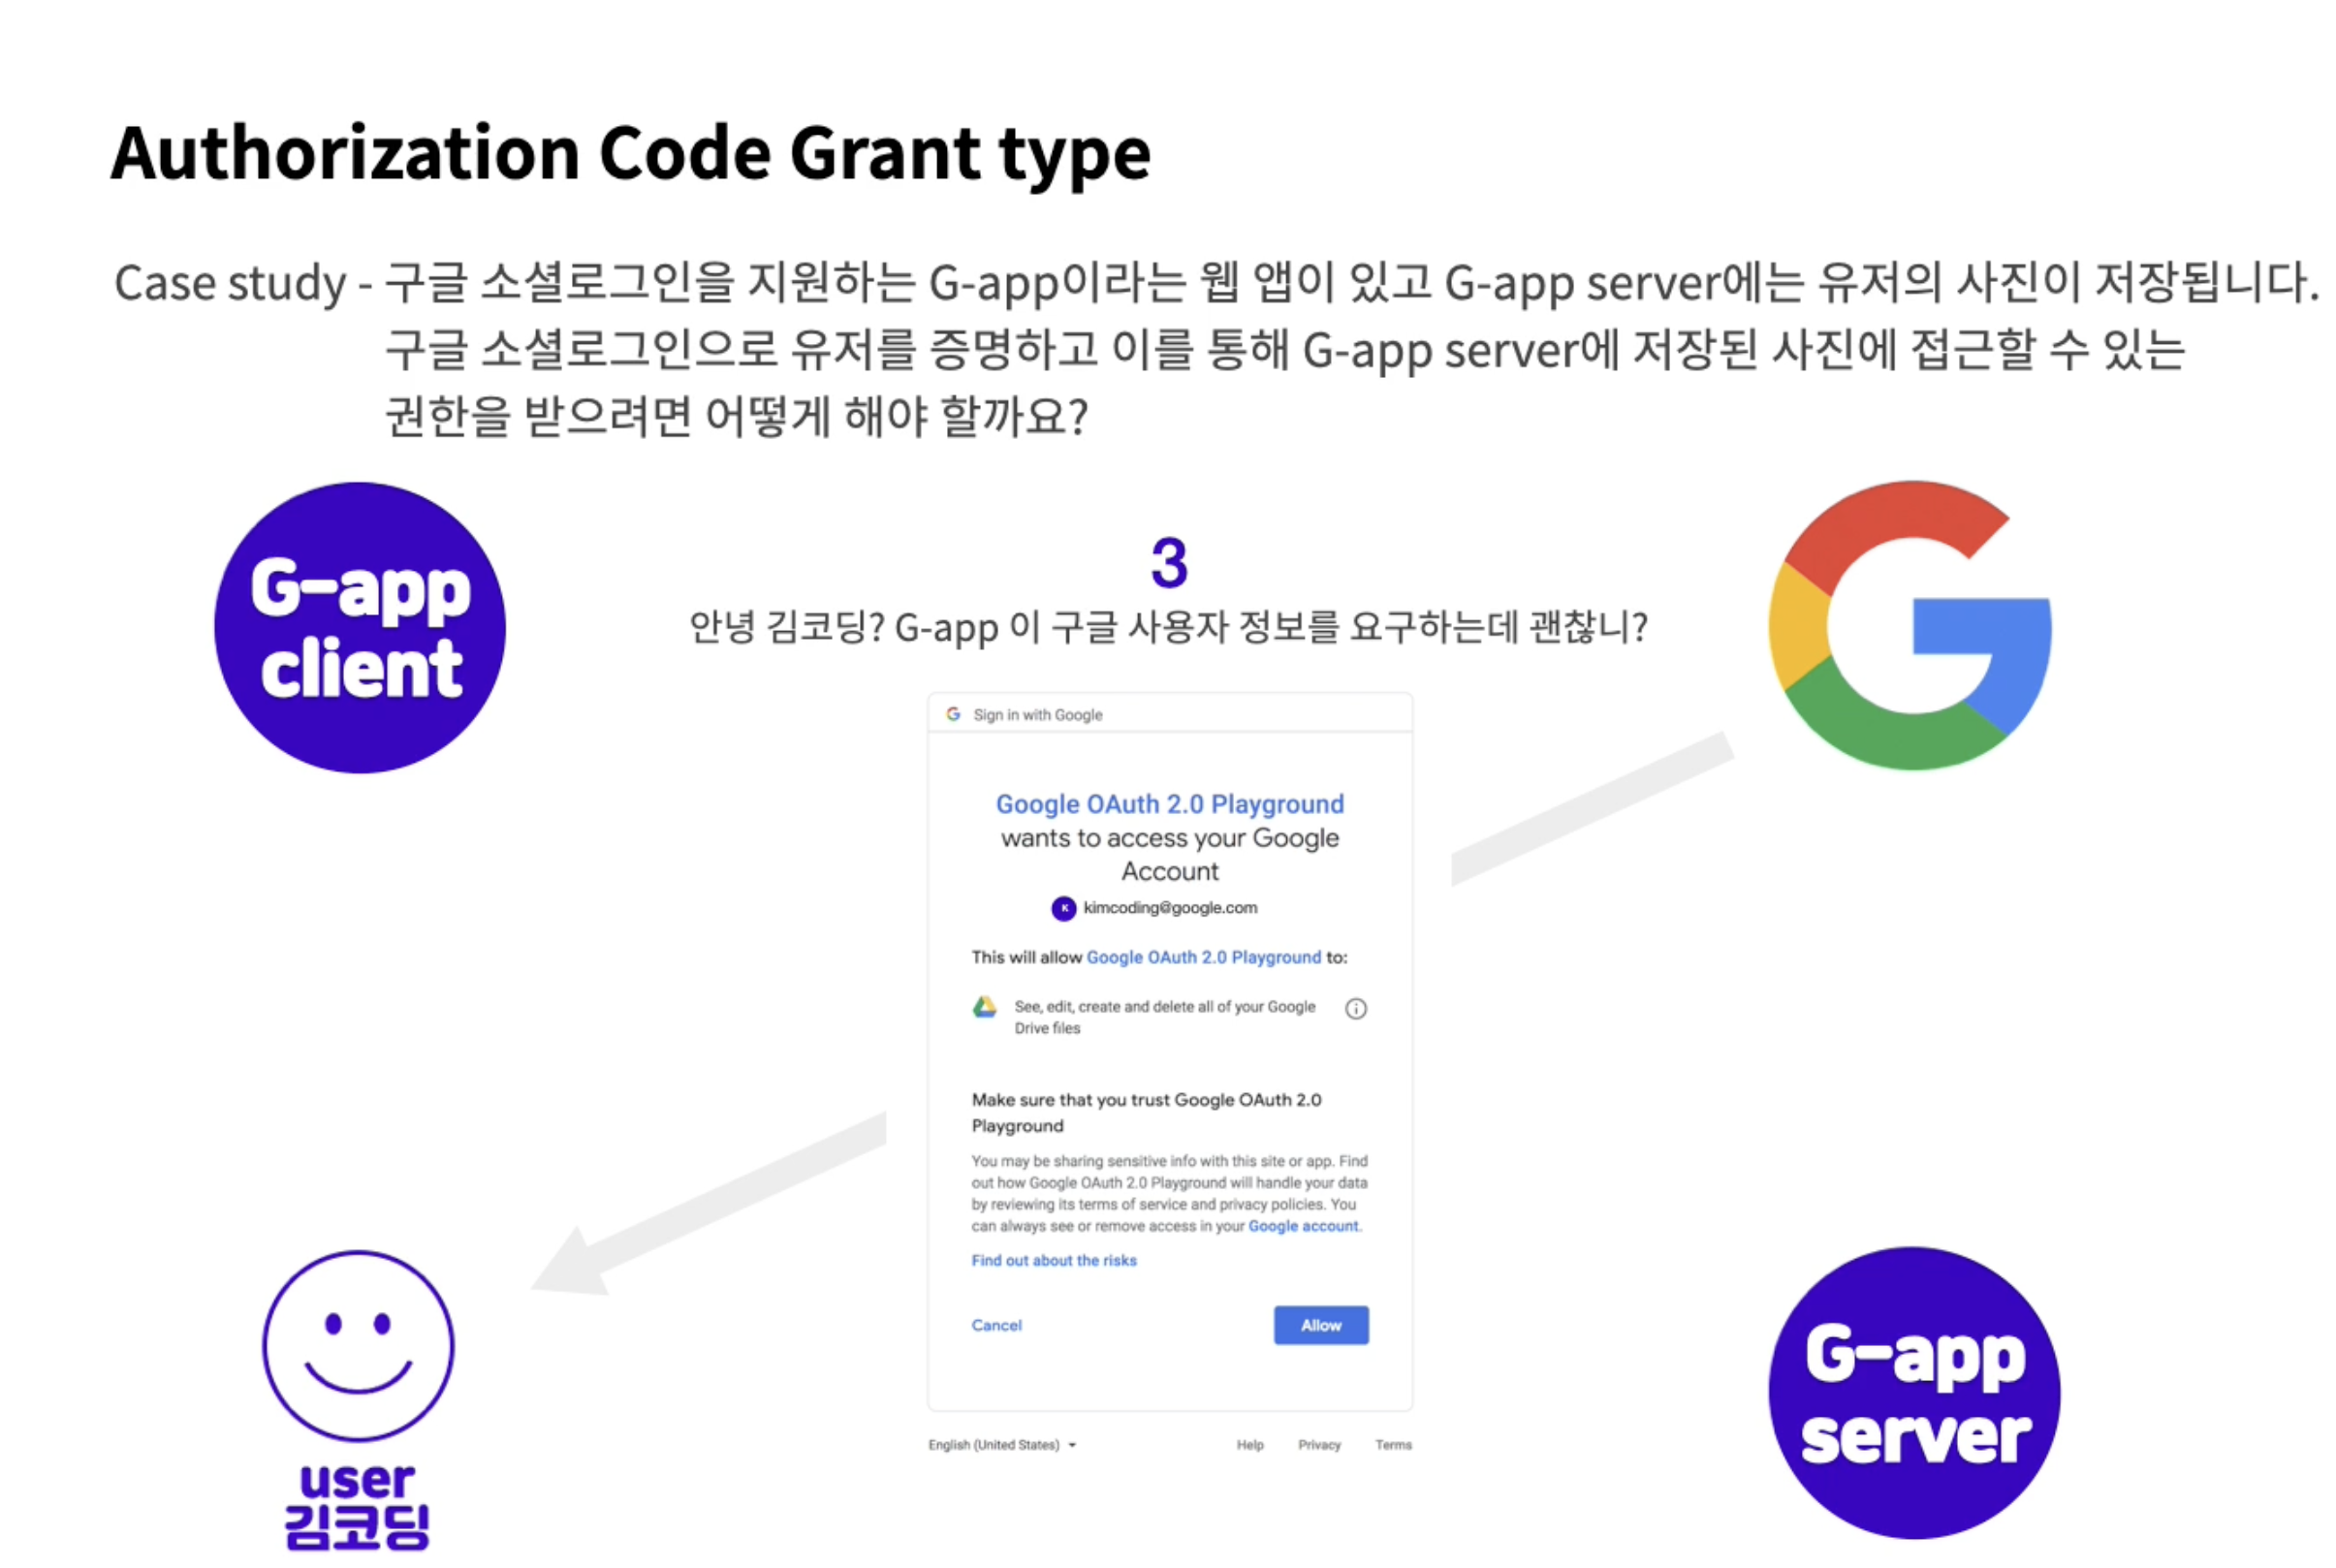 Authorization Code Grant type
Case study - 구글 소셜로그인을 지원하는 G-app이라는 웹 앱이 있고 G-app server에는 유저의 사진이 저장됩니다.
구글 소셜로그인으로 유저를 증명하고 이를 통해 G-app server에 저장된 사진에 접근할 수 있는
권한을 받으려면 어떻게 해야 할까요?
G-app
client
3
안녕 김코딩? G-app 이 구글 사용자 정보를 요구하는데 괜찮니?
G Sign in with Google
Google OAuth 2.0 Playground
wants to access your Google
Account
K kimcoding@google.com
This will allow Google OAuth 2.0 Playground to:
See, edit, create and delete all of your Google
Drive files
Make sure that you trust Google OAuth 2.0
Playground
You may be sharing sensitive info with this site or app. Find
out how Google OAuth 2.0 Playground will handle your data
by reviewing its terms of service and privacy policies. You
can always see or remove access in your Google account.
Find out about the risks
Cancel Allow
English (United States) Help Privacy Terms
user
김코딩
G-app
server